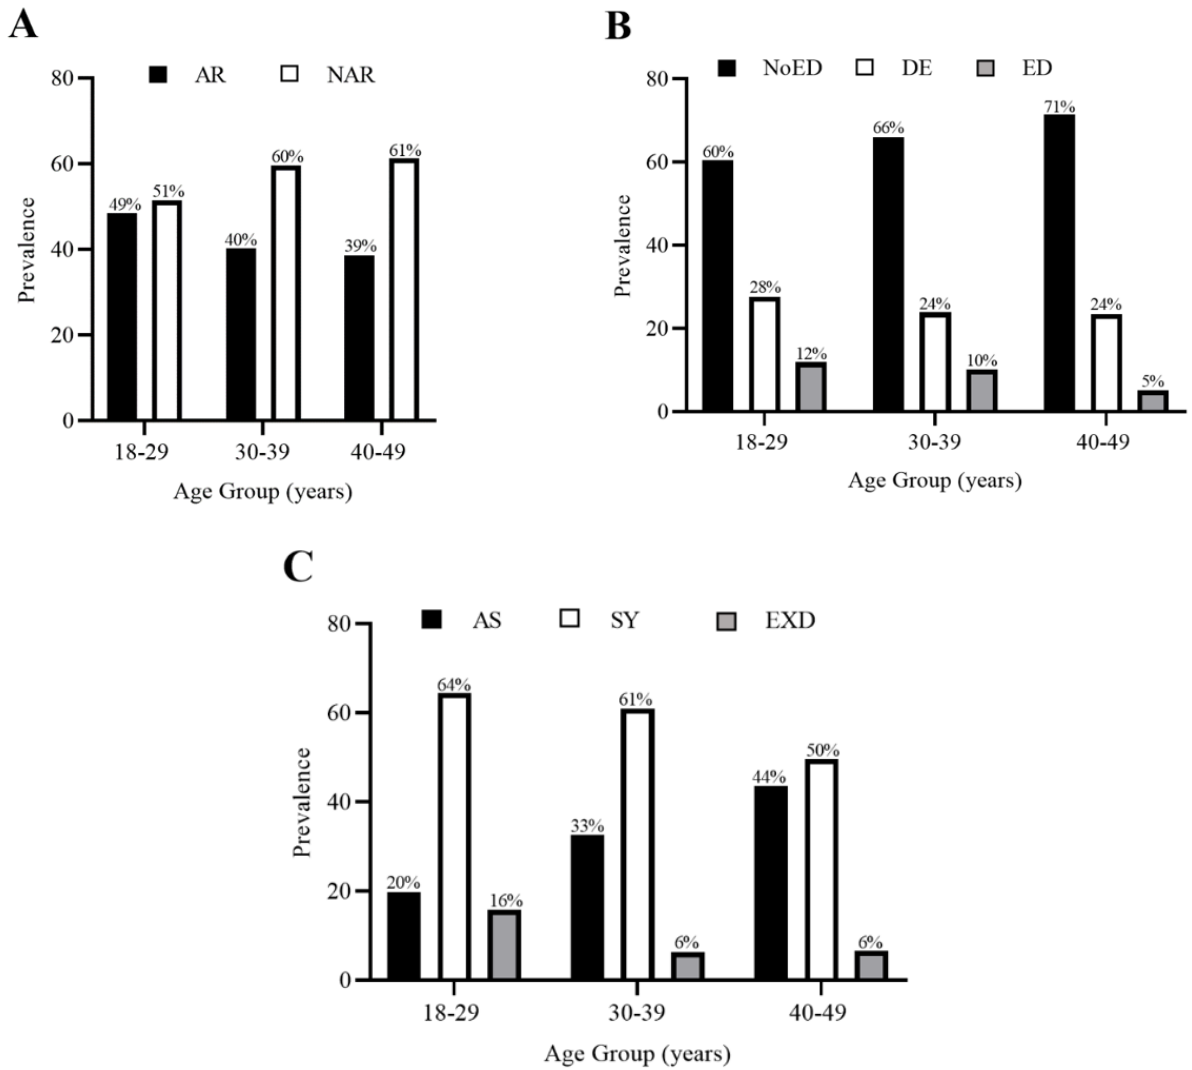 A
AR NAR
80
60
40
20
0
Prevalence
49% 51% 40% 60% 39% 61%
18-29 30-39 40-49
Age Group (years)
B
NoED DE ED
80
60
40
20
0
Prevalence
60% 28% 12% 66% 24% 10% 71% 24% 5%
18-29 30-39 40-49
Age Group (years)
C
AS SY EXD
80
60
40
20
0
Prevalence
20% 64% 16% 33% 61% 6% 44% 50% 6%
18-29 30-39 40-49
Age Group (years)